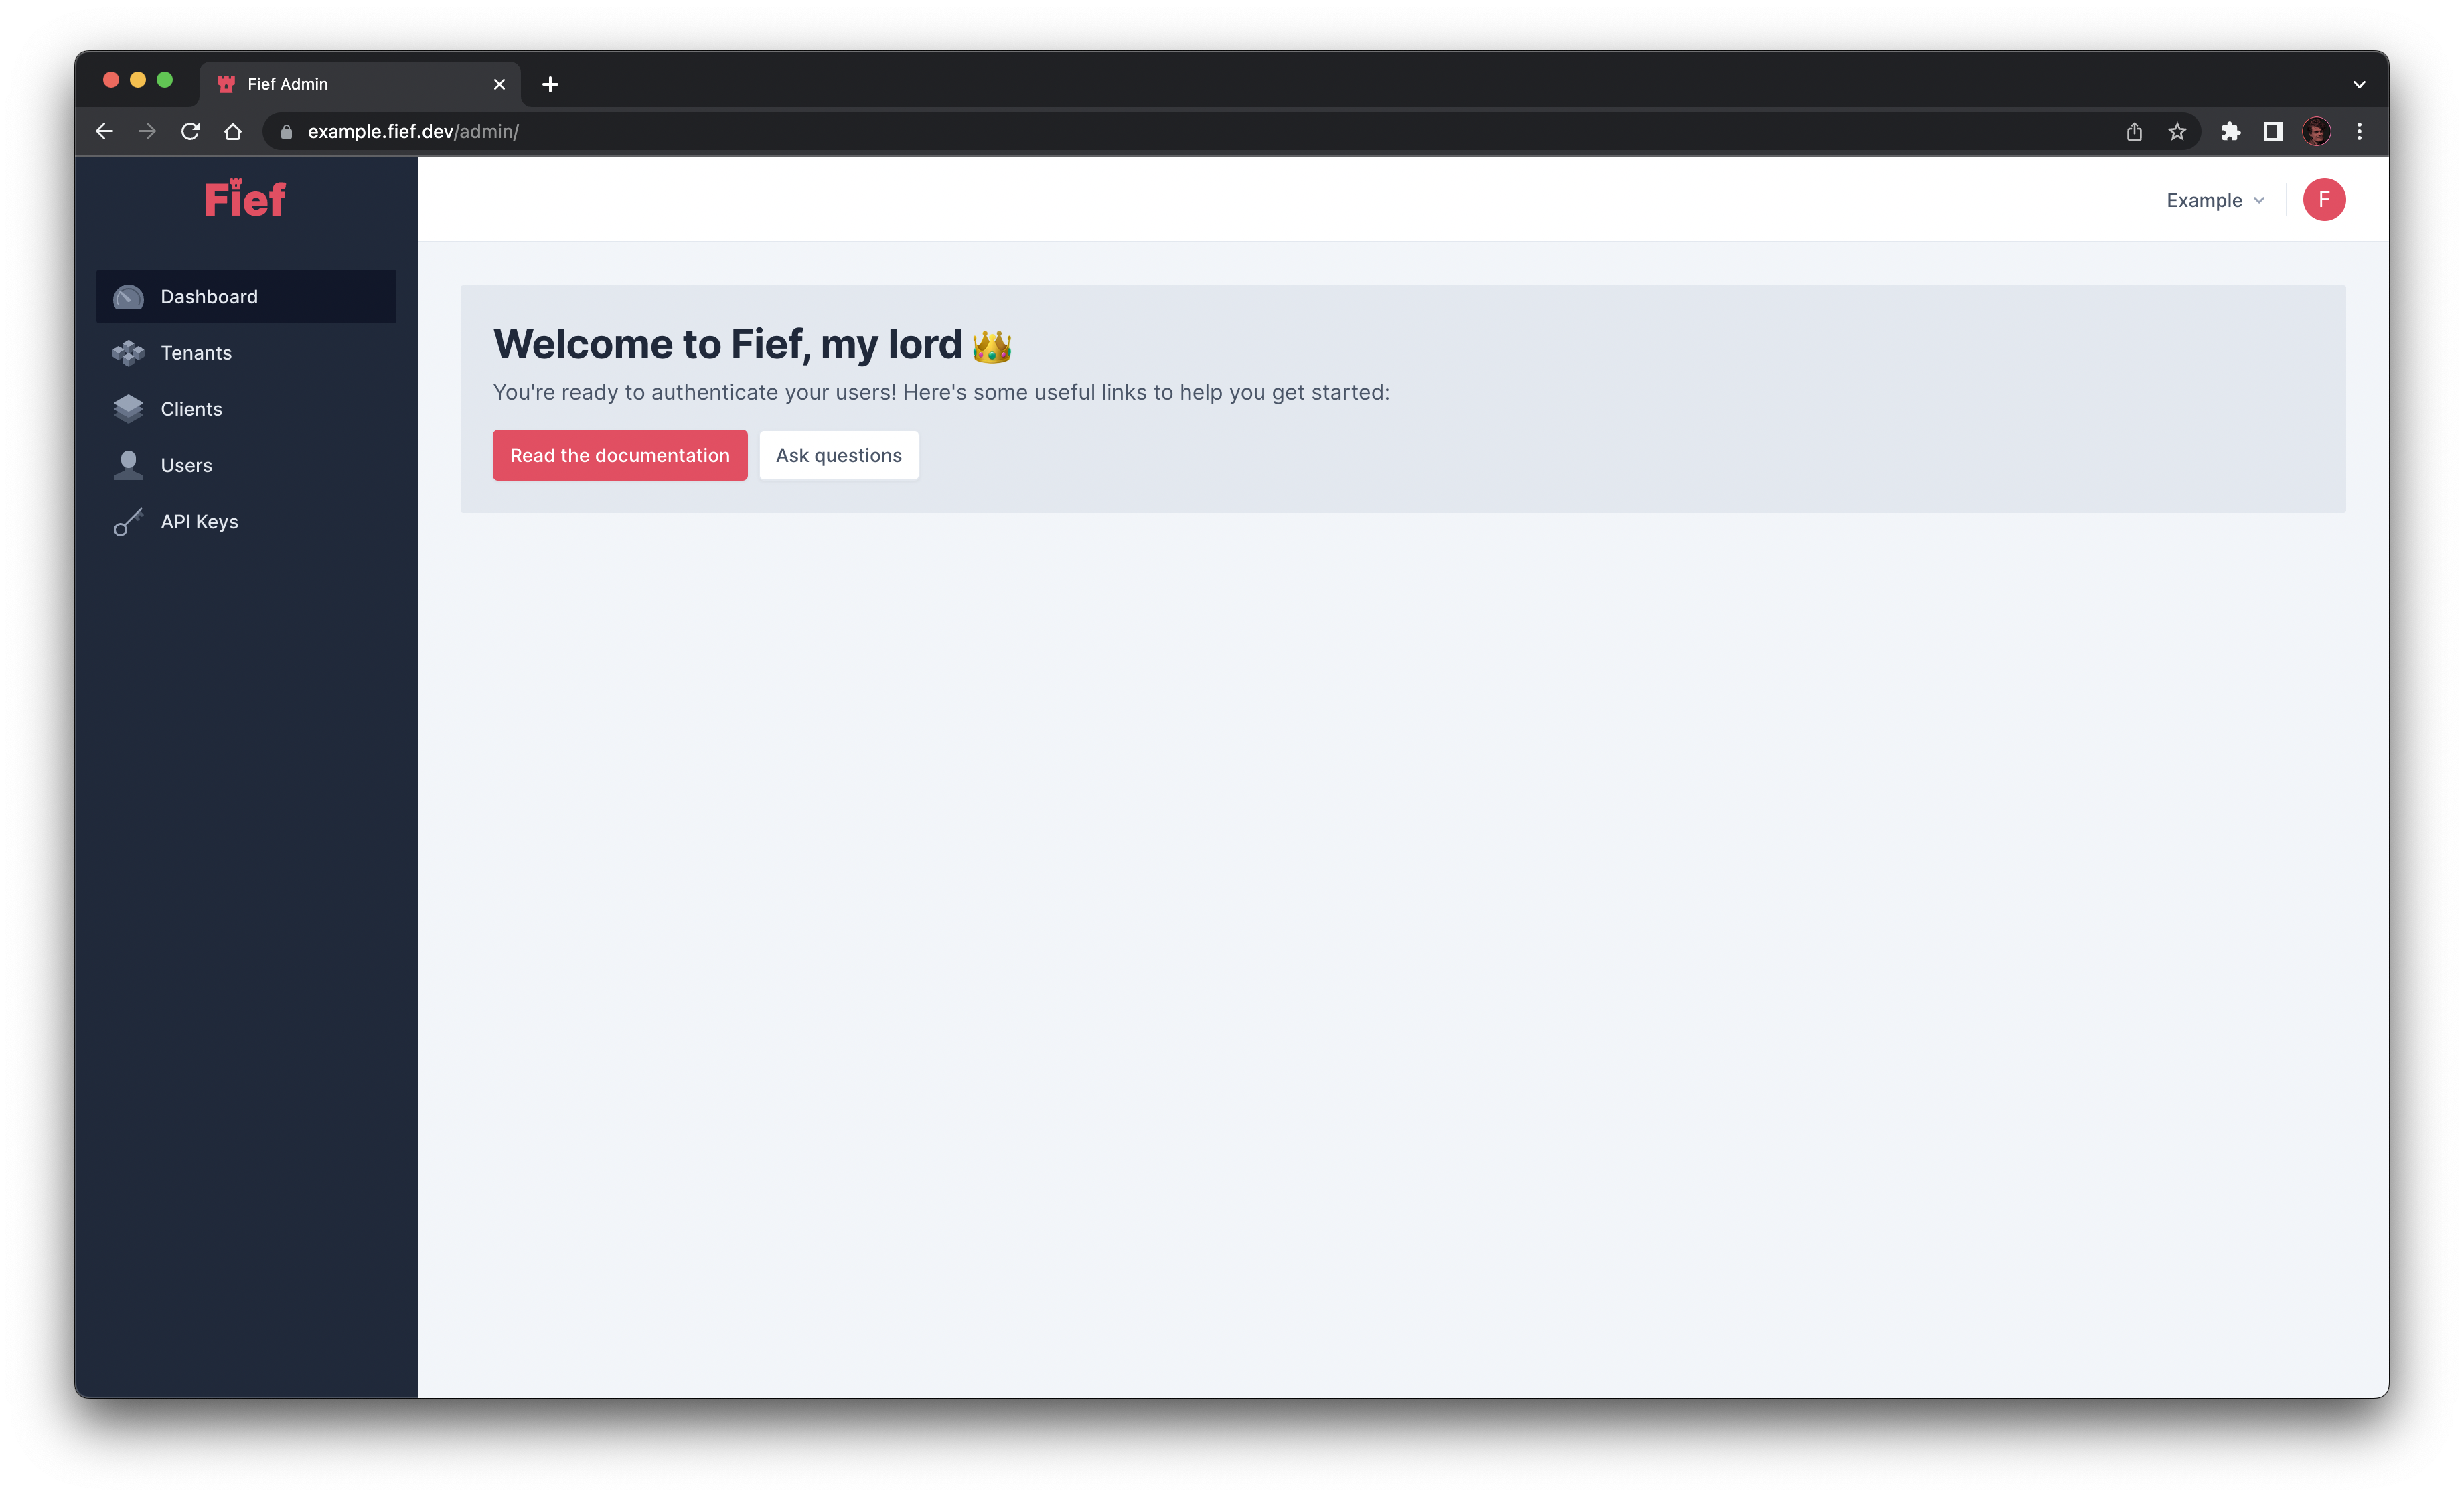 Fief Admin
example.fief.dev/admin/
Fief
Example
F
Dashboard
Tenants
Clients
Users
API Keys
Welcome to Fief, my lord 👑
You're ready to authenticate your users! Here's some useful links to help you get started:
Read the documentation
Ask questions